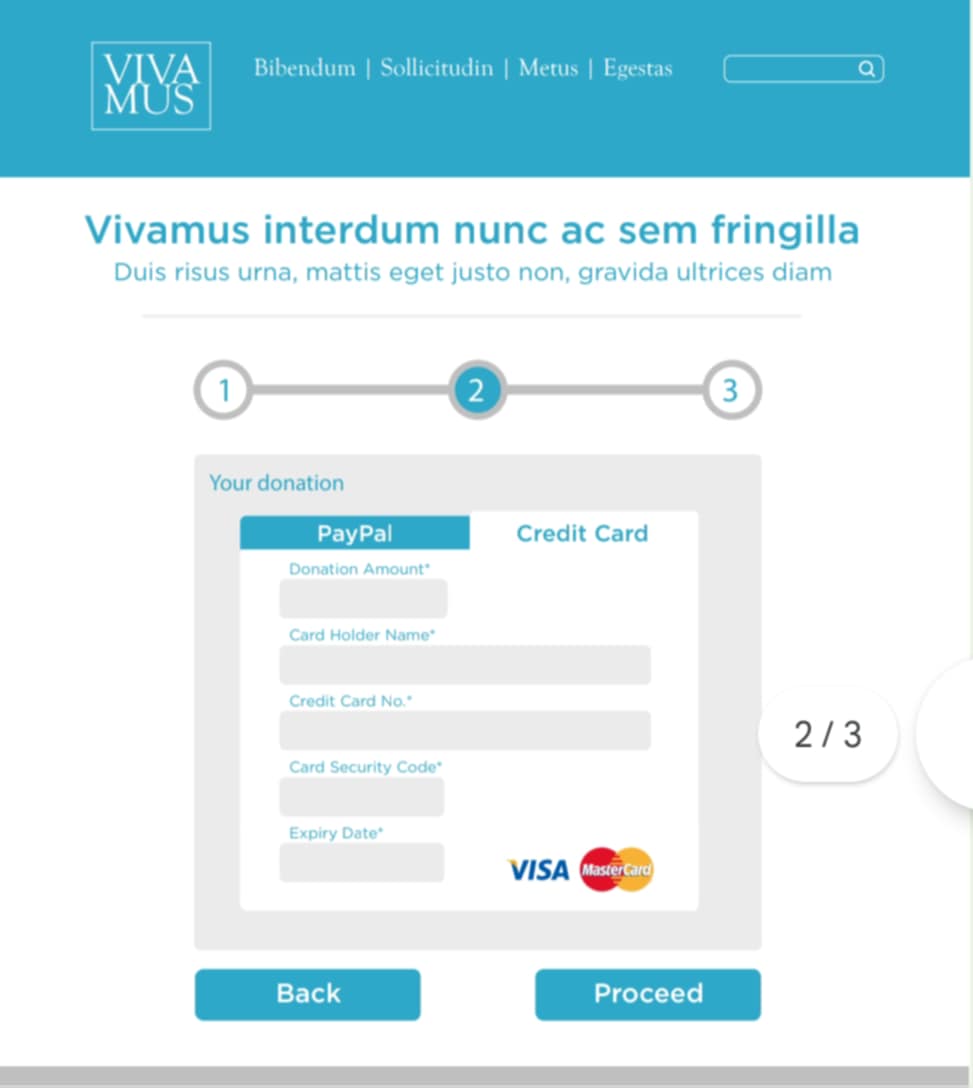 VIVA
MUS
Bibendum | Sollicitudin | Metus | Egestas
Vivamus interdum nunc ac sem fringilla
Duis risus urna, mattis eget justo non, gravida ultrices diam
1 2 3
Your donation
PayPal Credit Card
Donation Amount*
Card Holder Name*
Credit Card No.*
2 / 3
Card Security Code*
Expiry Date*
VISA MasterCard
Back Proceed